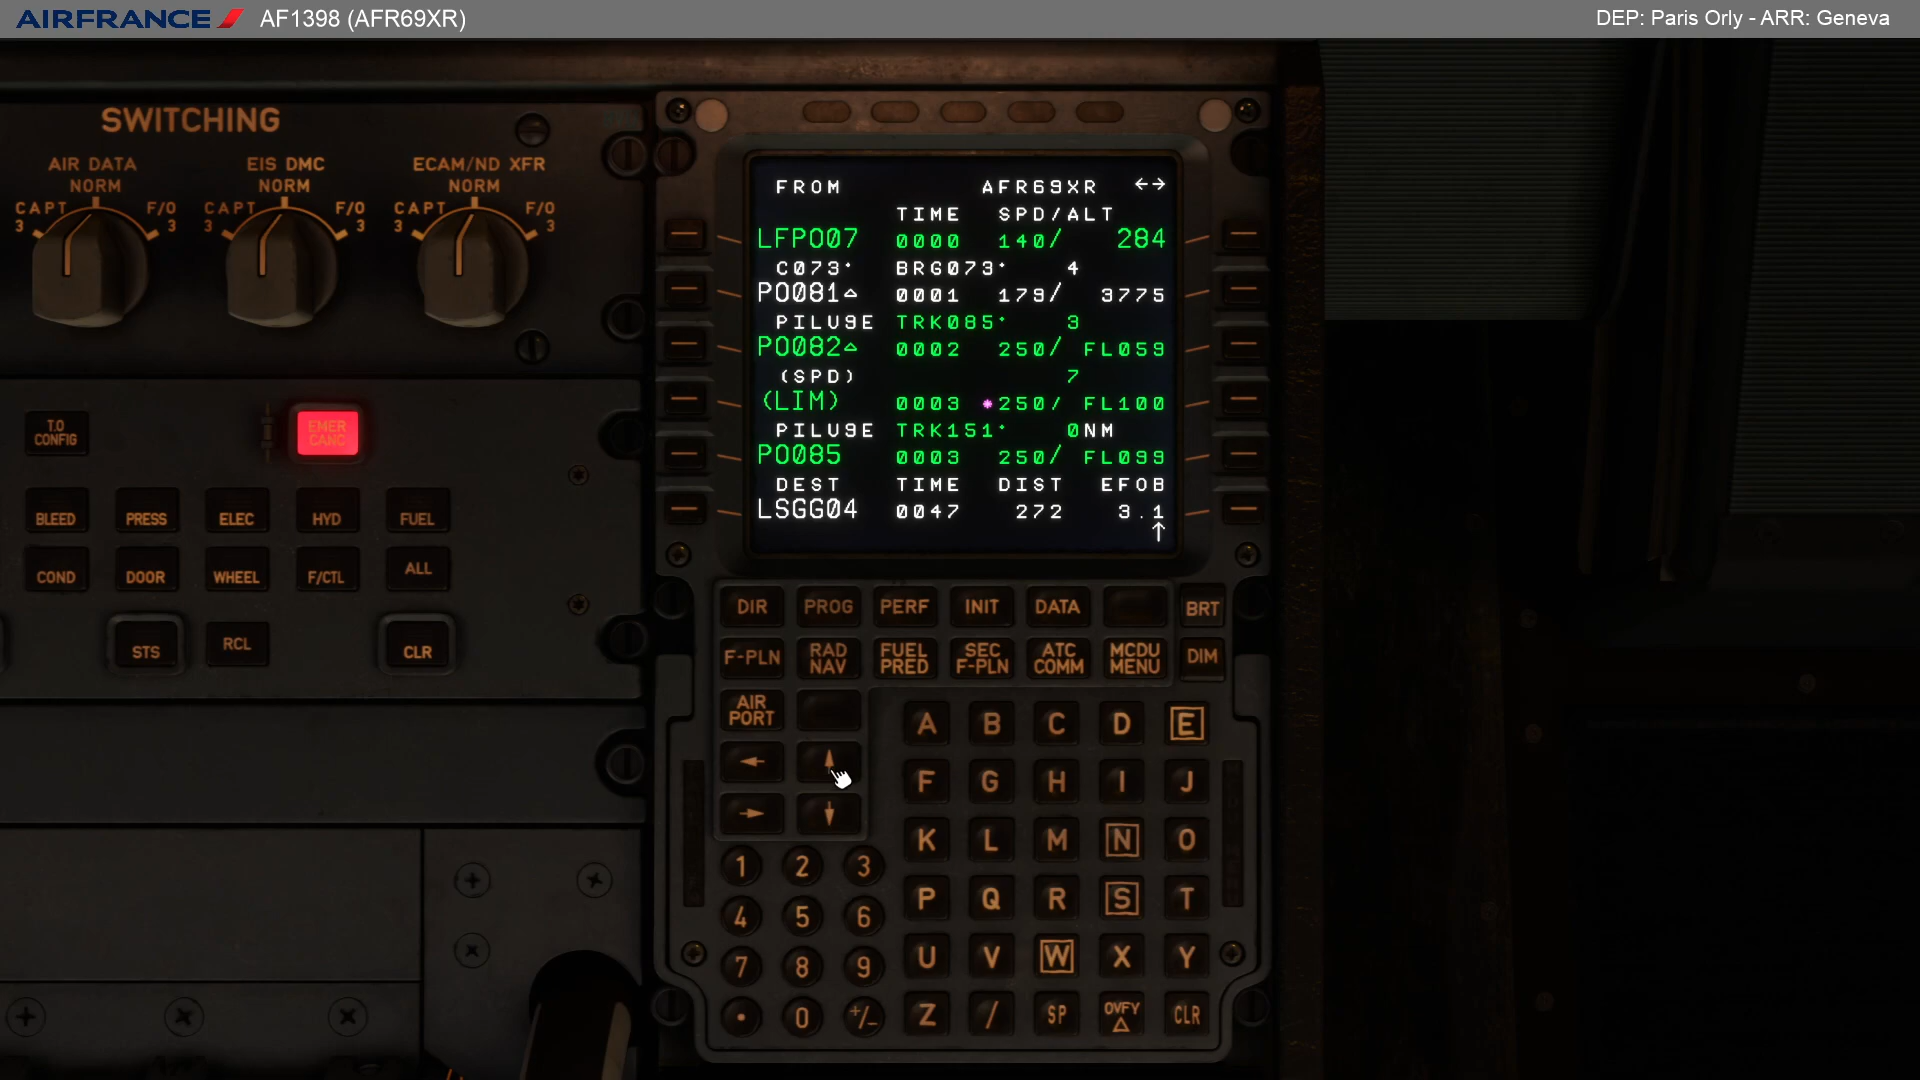 AIRFRANCE AF1398 (AFR69XR) DEP: Paris Orly - ARR: Geneva
SWITCHING
AIR DATA EIS DMC ECAM/ND XFR
NORM NORM NORM
CAPT F/O CAPT F/O CAPT F/O
3 3 3 3 3 3
T.O CONFIG
EMER CANC
BLEED PRESS ELEC HYD FUEL
COND DOOR WHEEL F/CTL ALL
STS RCL CLR
FROM AFR69XR ←→
TIME SPD/ALT
LFPO07 0000 140/ 284
C073° BRG073° 4
PO081△ 0001 179/ 3775
PILU9E TRK085° 3
PO082△ 0002 250/ FL059
(SPD) 7
(LIM) 0003 *250/ FL100
PILU9E TRK151° 0NM
PO085 0003 250/ FL099
DEST TIME DIST EFOB
LSGG04 0047 272 3.1
↑
DIR PROG PERF INIT DATA BRT
F-PLN RAD NAV FUEL PRED SEC F-PLN ATC COMM MCDU MENU DIM
AIR PORT
← ↑
→ ↓
A B C D E
F G H I J
K L M N O
P Q R S T
U V W X Y
Z / SP OVFY △ CLR
1 2 3
4 5 6
7 8 9
. 0 +/-